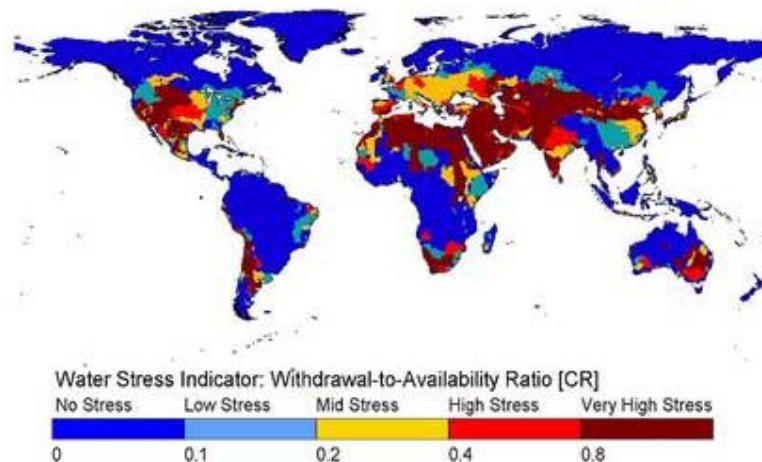 Water Stress Indicator: Withdrawal-to-Availability Ratio [CR]
No Stress Low Stress Mid Stress High Stress Very High Stress
0 0.1 0.2 0.4 0.8